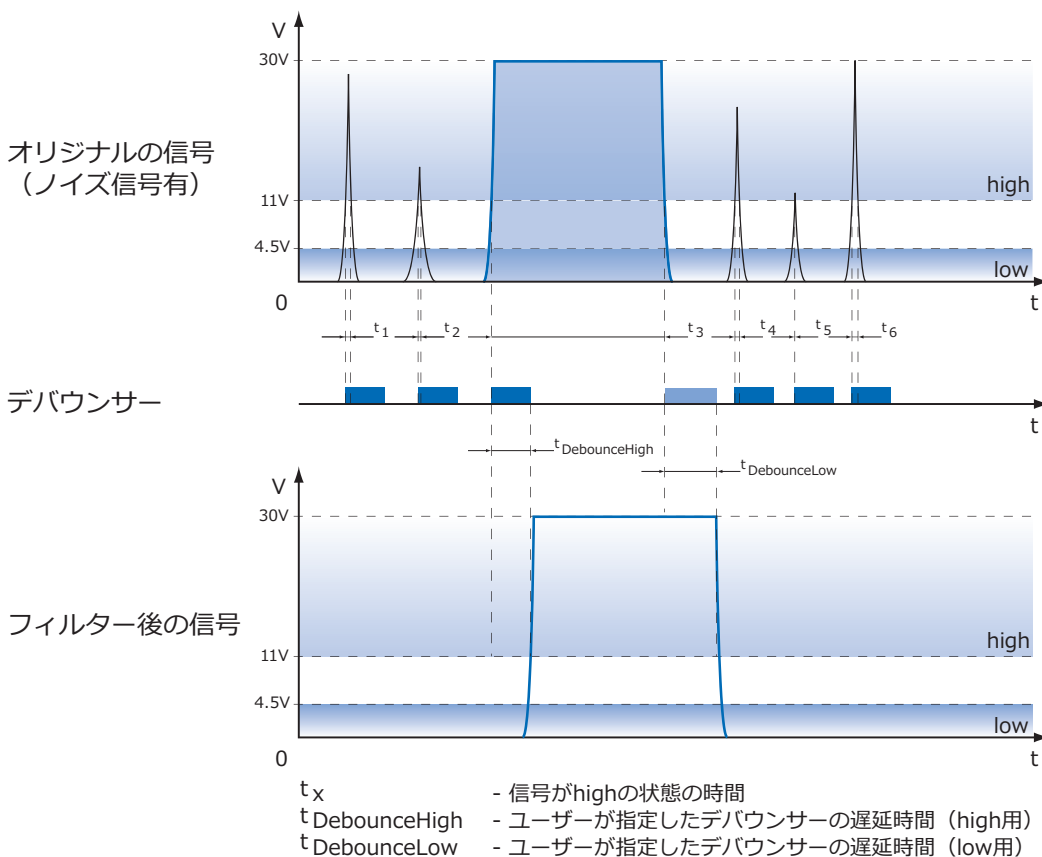 V
30V
オリジナルの信号
（ノイズ信号有）
high
11V
4.5V
low
0
t
t1 t2 t3 t4 t5 t6
デバウンサー
t
tDebounceHigh
tDebounceLow
V
30V
フィルター後の信号
high
11V
4.5V
low
0
t
tx - 信号がhighの状態の時間
tDebounceHigh - ユーザーが指定したデバウンサーの遅延時間（high用）
tDebounceLow - ユーザーが指定したデバウンサーの遅延時間（low用）